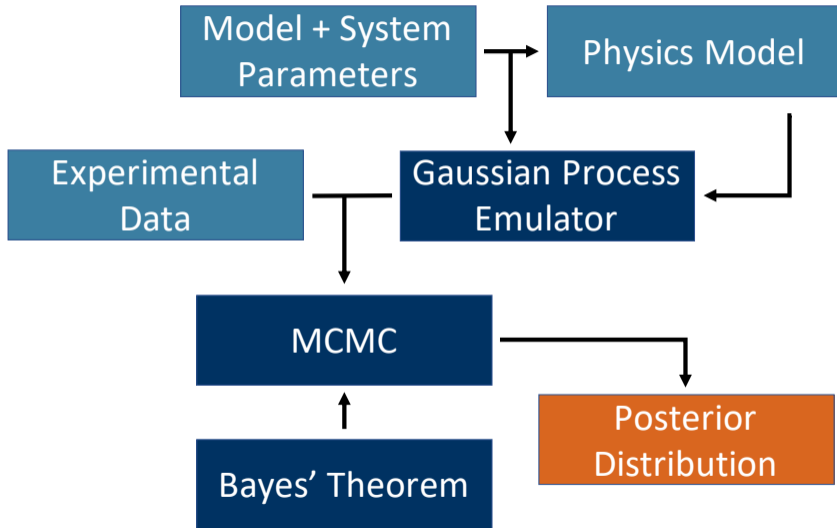 Model + System
Parameters
Physics Model
Experimental
Data
Gaussian Process
Emulator
MCMC
Posterior
Distribution
Bayes’ Theorem